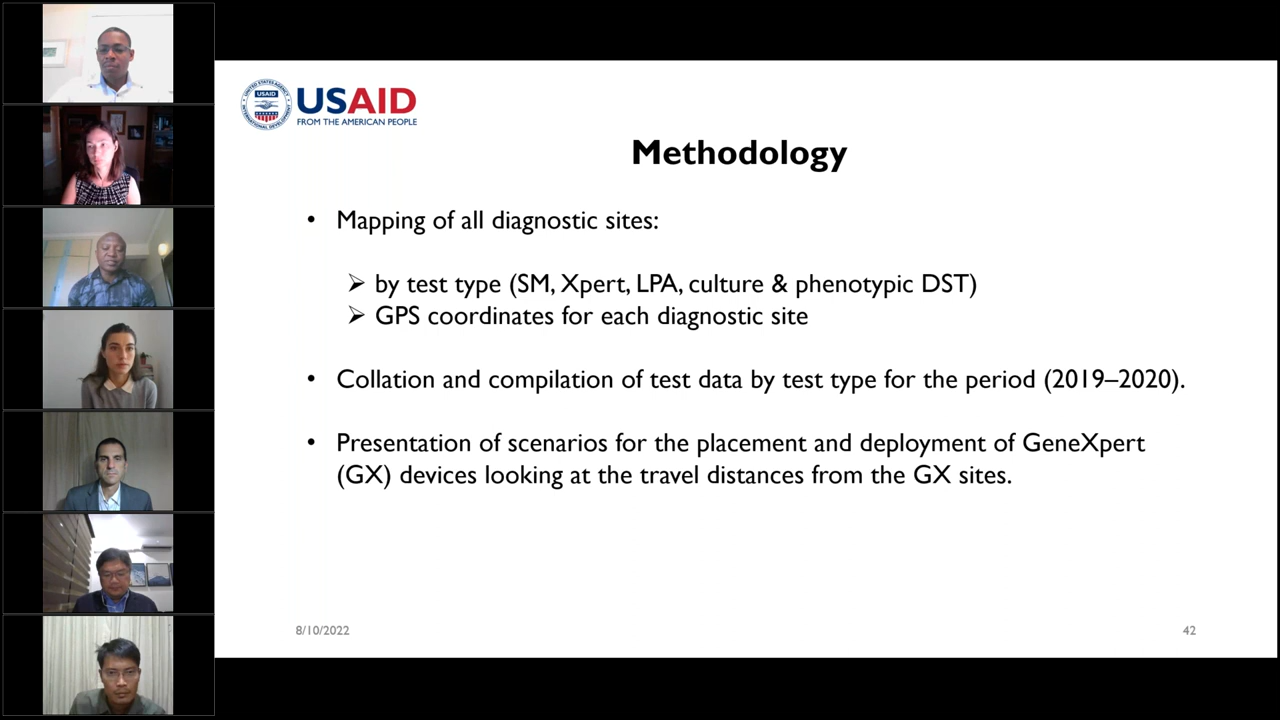 USAID
FROM THE AMERICAN PEOPLE
Methodology
• Mapping of all diagnostic sites:
➢ by test type (SM, Xpert, LPA, culture & phenotypic DST)
➢ GPS coordinates for each diagnostic site
• Collation and compilation of test data by test type for the period (2019–2020).
• Presentation of scenarios for the placement and deployment of GeneXpert
(GX) devices looking at the travel distances from the GX sites.
8/10/2022
42